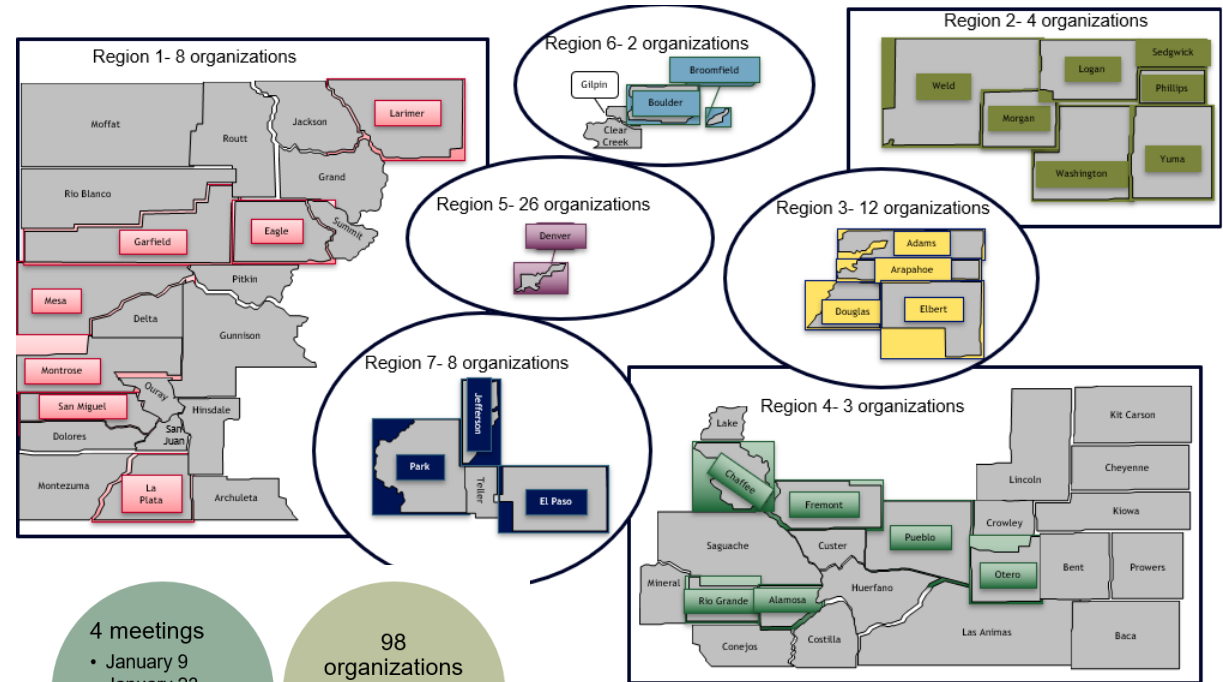 Region 1- 8 organizations
Moffat
Routt
Jackson
Larimer
Rio Blanco
Grand
Garfield
Eagle
Summit
Pitkin
Mesa
Delta
Gunnison
Montrose
Ouray
San Miguel
Hinsdale
Dolores
San
Juan
Montezuma
La
Plata
Archuleta
Region 6- 2 organizations
Broomfield
Gilpin
Boulder
Clear
Creek
Region 2- 4 organizations
Sedgwick
Logan
Weld
Phillips
Morgan
Washington
Yuma
Region 5- 26 organizations
Denver
Region 3- 12 organizations
Adams
Arapahoe
Douglas
Elbert
Region 7- 8 organizations
Jefferson
Park
Teller
El Paso
Region 4- 3 organizations
Lake
Kit Carson
Chaffee
Cheyenne
Lincoln
Fremont
Kiowa
Crowley
Pueblo
Saguache
Custer
Mineral
Huerfano
Otero
Bent
Prowers
Rio Grande
Alamosa
Conejos
Costilla
Las Animas
Baca
4 meetings
• January 9
98
organizations